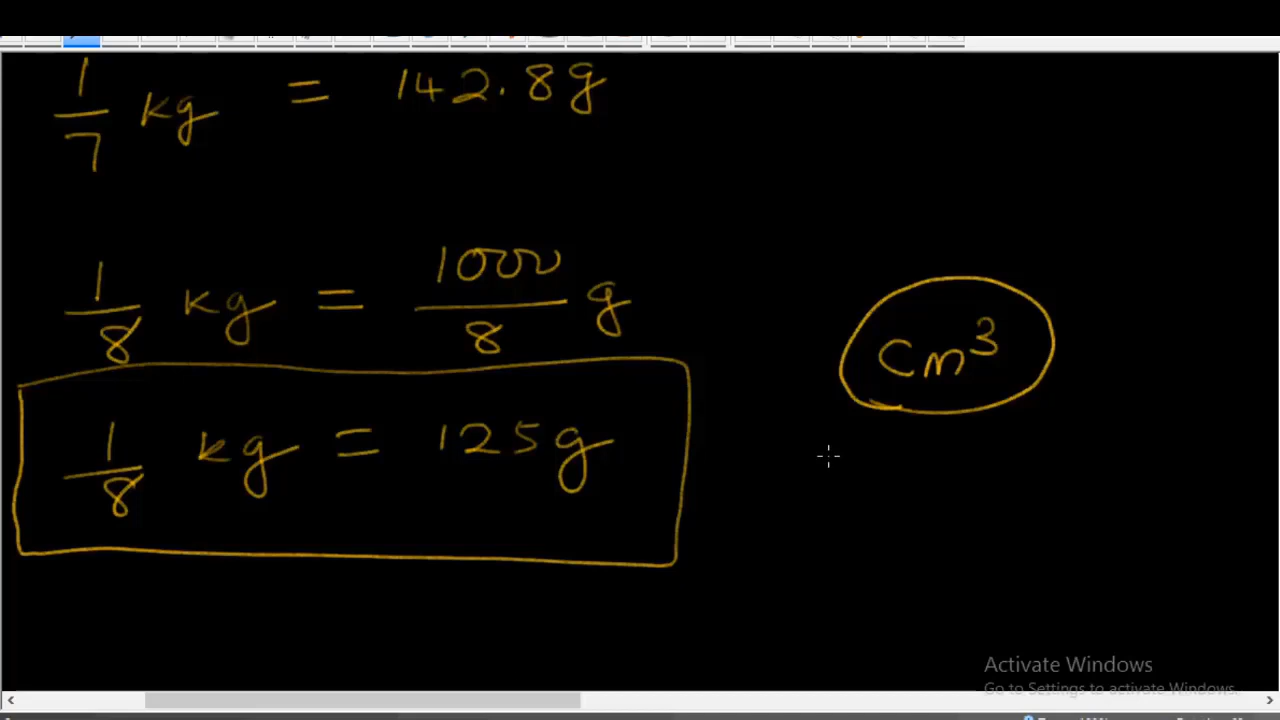 1/7 kg = 142.8g
1/8 kg = 1000/8 g
cm³
1/8 kg = 125g
Activate Windows
Go to Settings to activate Windows.